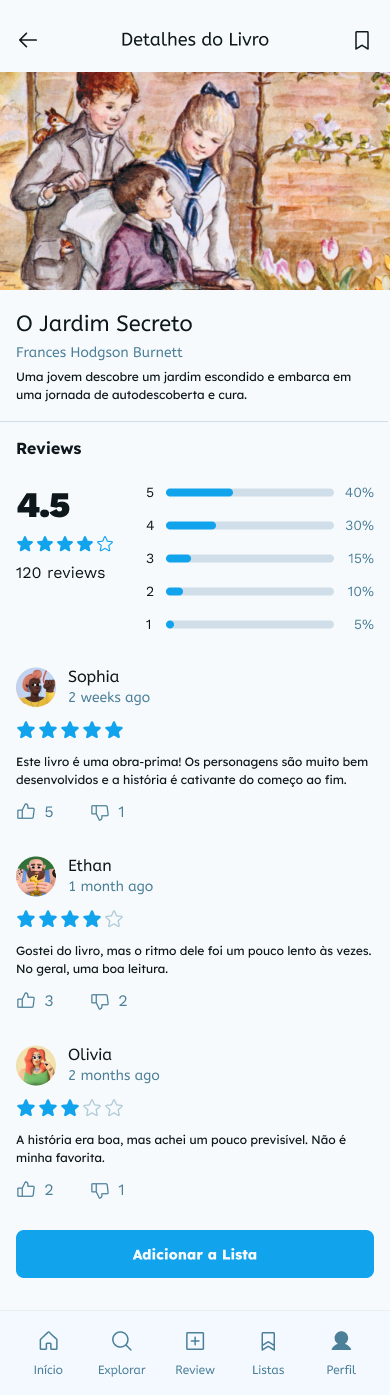 Detalhes do Livro
O Jardim Secreto
Frances Hodgson Burnett
Uma jovem descobre um jardim escondido e embarca em
uma jornada de autodescoberta e cura.
Reviews
4.5
120 reviews
5 40%
4 30%
3 15%
2 10%
1 5%
Sophia
2 weeks ago
Este livro é uma obra-prima! Os personagens são muito bem
desenvolvidos e a história é cativante do começo ao fim.
5 1
Ethan
1 month ago
Gostei do livro, mas o ritmo dele foi um pouco lento às vezes.
No geral, uma boa leitura.
3 2
Olivia
2 months ago
A história era boa, mas achei um pouco previsível. Não é
minha favorita.
2 1
Adicionar a Lista
Início Explorar Review Listas Perfil